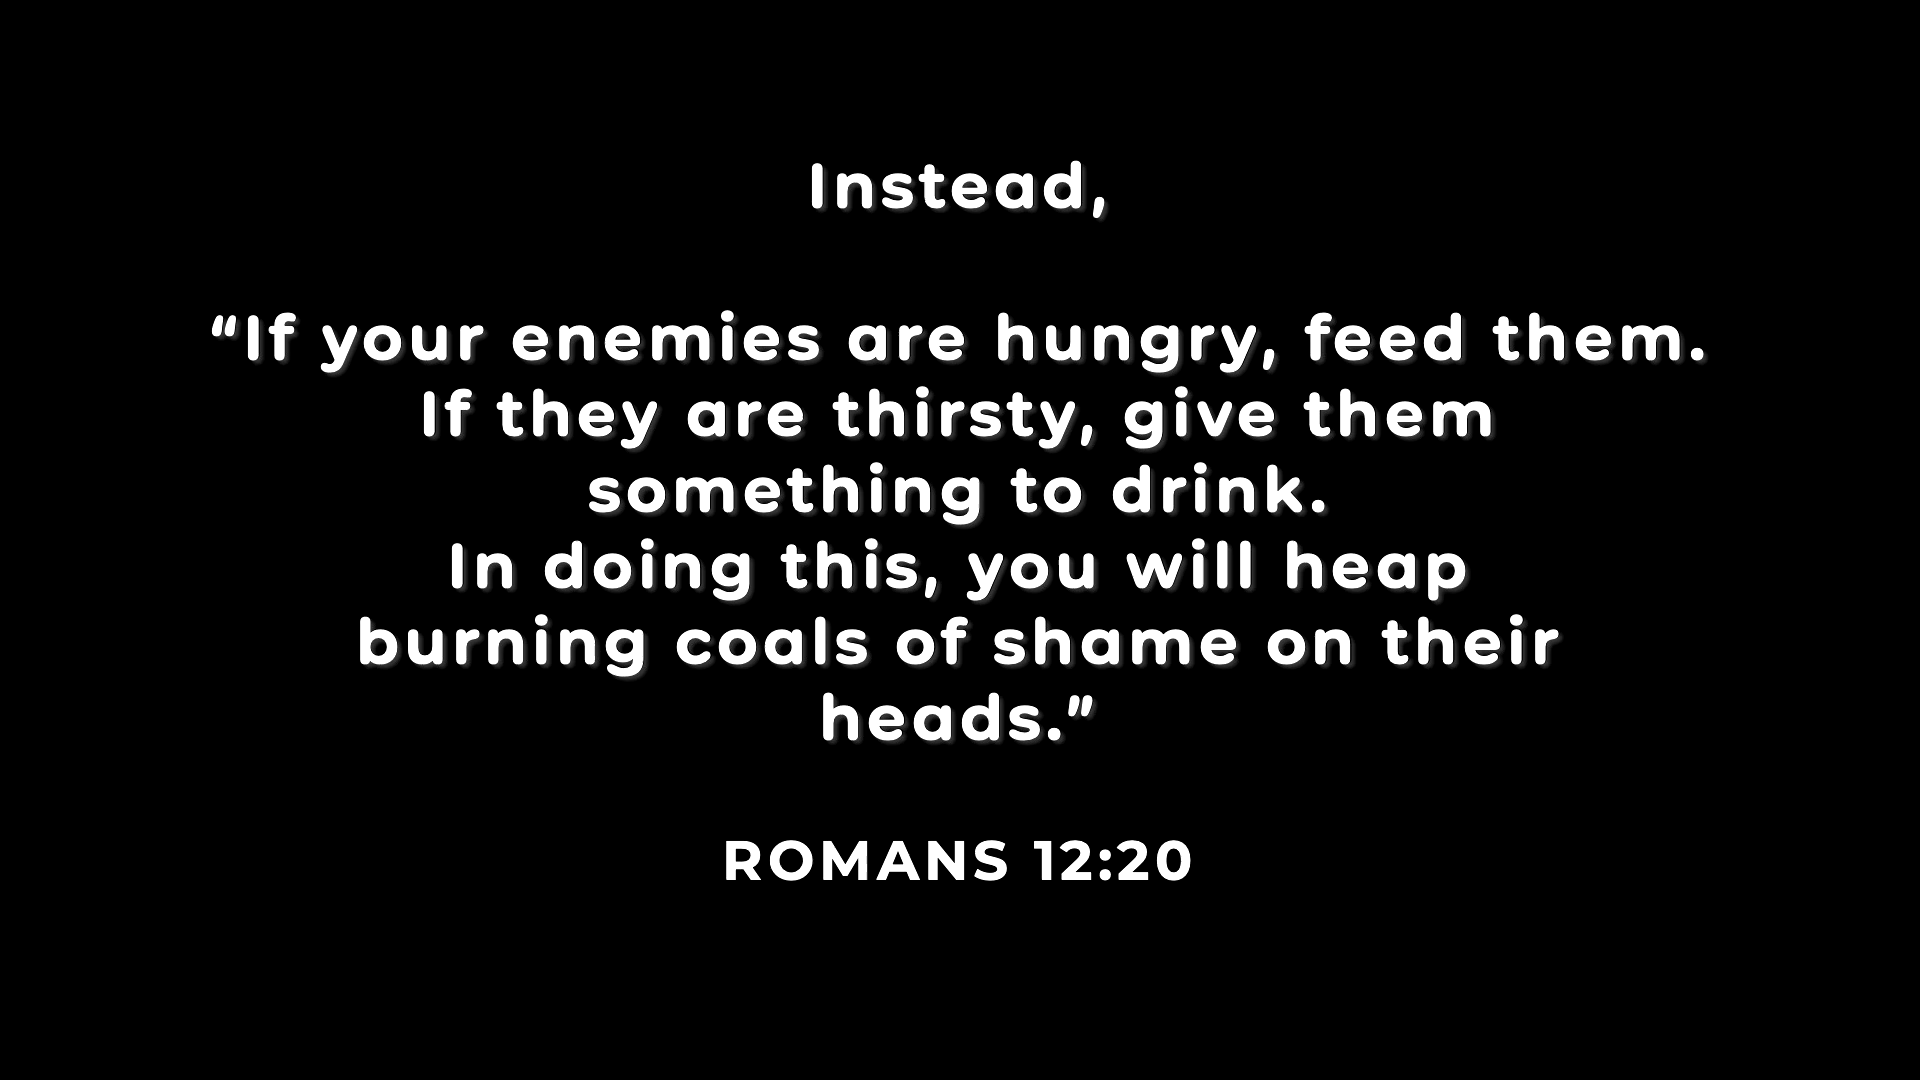 Instead,
“If your enemies are hungry, feed them.
If they are thirsty, give them
something to drink.
In doing this, you will heap
burning coals of shame on their
heads.”
ROMANS 12:20